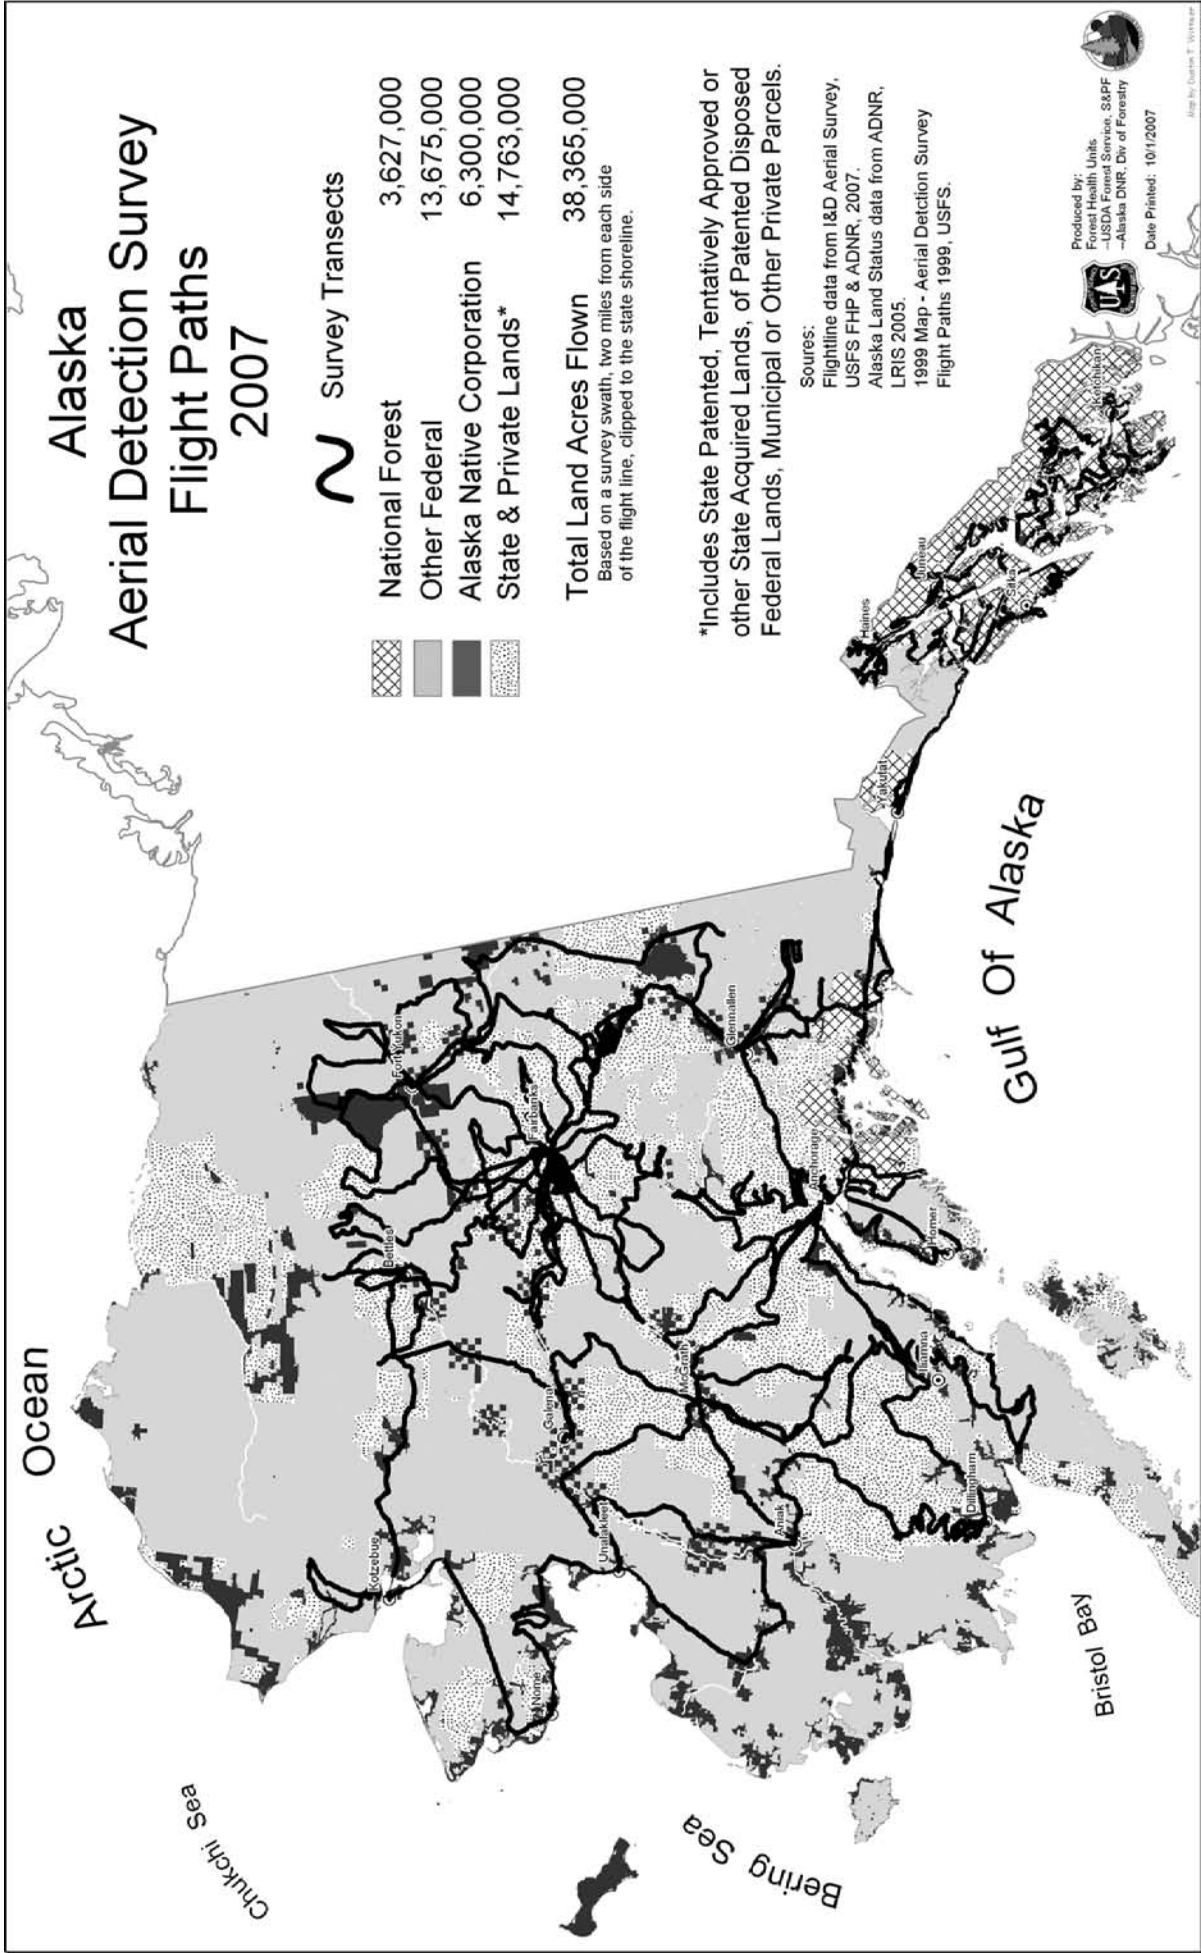 Alaska
Aerial Detection Survey
Flight Paths
2007
Survey Transects
National Forest 3,627,000
Other Federal 13,675,000
Alaska Native Corporation 6,300,000
State & Private Lands* 14,763,000
Total Land Acres Flown 38,365,000
Based on a survey swath, two miles from each side
of the flight line, clipped to the state shoreline.
*Includes State Patented, Tentatively Approved or
other State Acquired Lands, of Patented Disposed
Federal Lands, Municipal or Other Private Parcels.
Soures:
Flightline data from I&D Aerial Survey,
USFS FHP & ADNR, 2007.
Alaska Land Status data from ADNR,
LRIS 2005.
1999 Map - Aerial Detction Survey
Flight Paths 1999, USFS.
Produced by:
Forest Health Units
--USDA Forest Service, S&PF
--Alaska DNR, Div of Forestry
Date Printed: 10/1/2007
UAS
Arctic Ocean
Chukchi Sea
Bering Sea
Bristol Bay
Gulf Of Alaska
Kotzebue
Nome
Unalakleet
Galena
Bettles
Fort Yukon
Fairbanks
McGrath
Aniak
Dillingham
Iliamna
Homer
Anchorage
Glennallen
Yakutat
Haines
Juneau
Sitka
Ketchikan